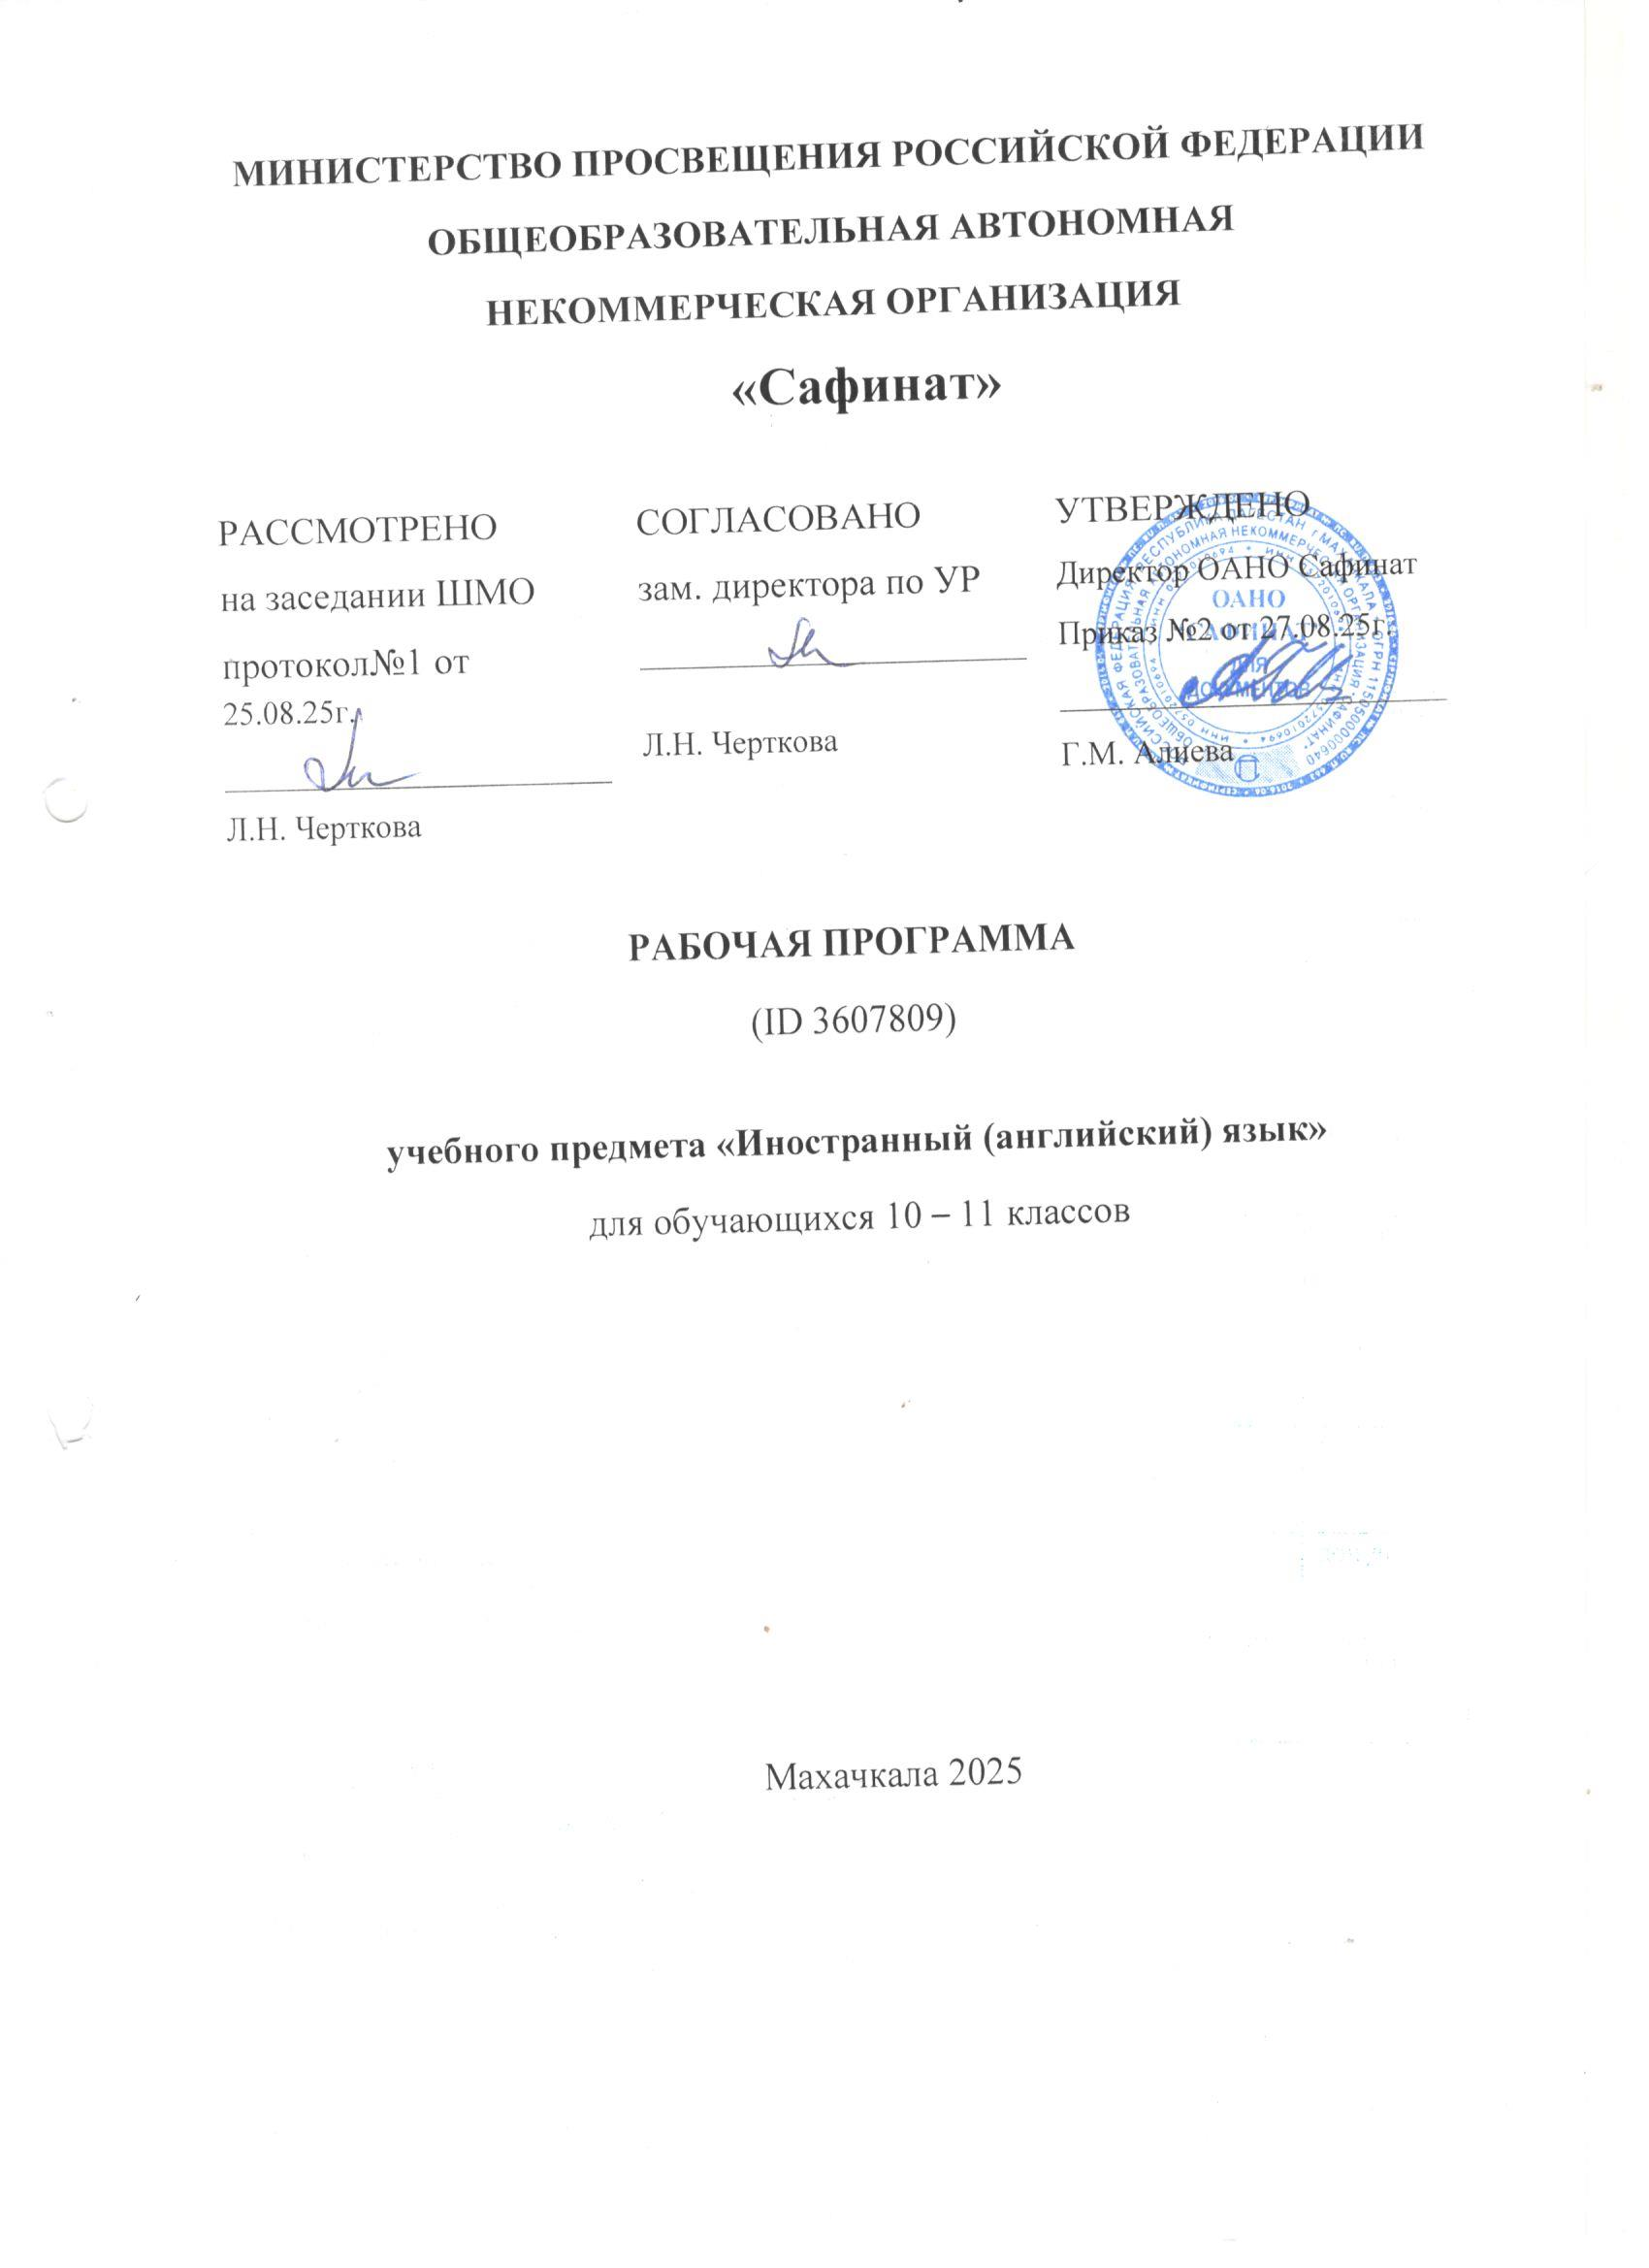 МИНИСТЕРСТВО ПРОСВЕЩЕНИЯ РОССИЙСКОЙ ФЕДЕРАЦИИ
ОБЩЕОБРАЗОВАТЕЛЬНАЯ АВТОНОМНАЯ
НЕКОММЕРЧЕСКАЯ ОРГАНИЗАЦИЯ
«Сафинат»
РАССМОТРЕНО
на заседании ШМО
протокол№1 от
25.08.25г.
Л.Н. Черткова
СОГЛАСОВАНО
зам. директора по УР
Л.Н. Черткова
УТВЕРЖДЕНО
Директор ОАНО Сафинат
Приказ №2 от 27.08.25г.
Г.М. Алиева
ОАНО
ДЛЯ
ДОКУМЕНТОВ
РАБОЧАЯ ПРОГРАММА
(ID 3607809)
учебного предмета «Иностранный (английский) язык»
для обучающихся 10 – 11 классов
Махачкала 2025